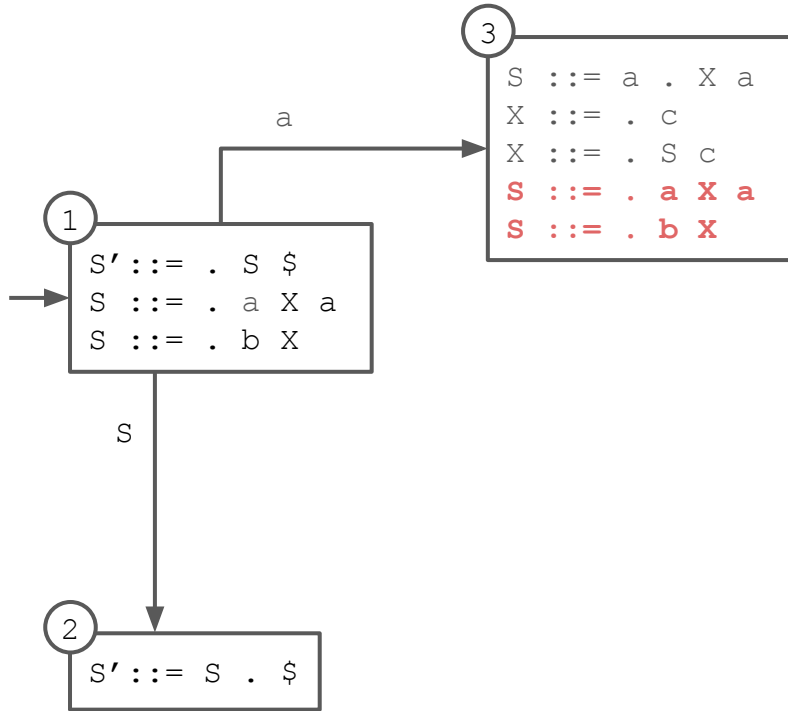 3
S ::= a . X a
X ::= . c
X ::= . S c
S ::= . a X a
S ::= . b X
a
1
S'::= . S $
S ::= . a X a
S ::= . b X
S
2
S'::= S . $